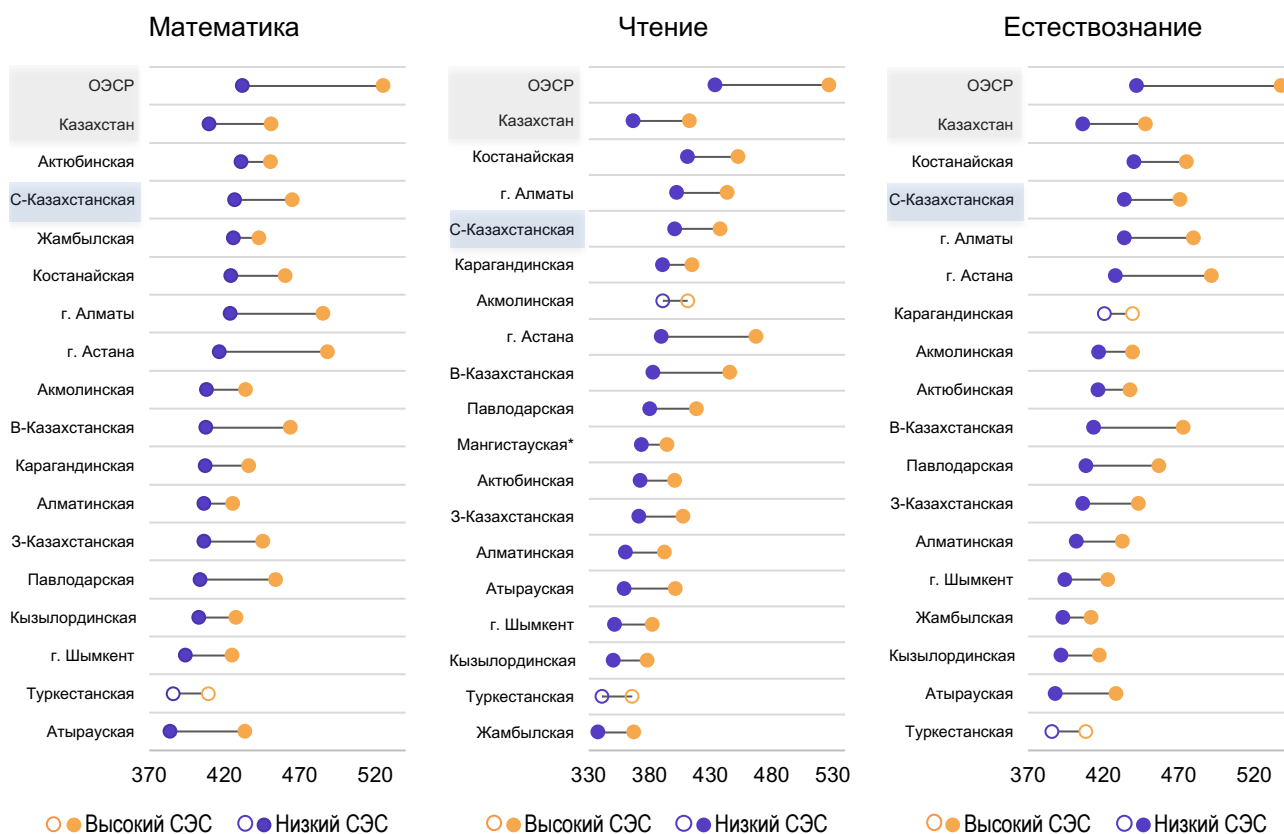 Математика
ОЭСР
Казахстан
Актюбинская
С-Казахстанская
Жамбылская
Костанайская
г. Алматы
г. Астана
Акмолинская
В-Казахстанская
Карагандинская
Алматинская
З-Казахстанская
Павлодарская
Кызылординская
г. Шымкент
Туркестанская
Атырауская
370 420 470 520
Высокий СЭС Низкий СЭС
Чтение
ОЭСР
Казахстан
Костанайская
г. Алматы
С-Казахстанская
Карагандинская
Акмолинская
г. Астана
В-Казахстанская
Павлодарская
Мангистауская*
Актюбинская
З-Казахстанская
Алматинская
Атырауская
г. Шымкент
Кызылординская
Туркестанская
Жамбылская
330 380 430 480 530
Высокий СЭС Низкий СЭС
Естествознание
ОЭСР
Казахстан
Костанайская
С-Казахстанская
г. Алматы
г. Астана
Карагандинская
Акмолинская
Актюбинская
В-Казахстанская
Павлодарская
З-Казахстанская
Алматинская
г. Шымкент
Жамбылская
Кызылординская
Атырауская
Туркестанская
370 420 470 520
Высокий СЭС Низкий СЭС